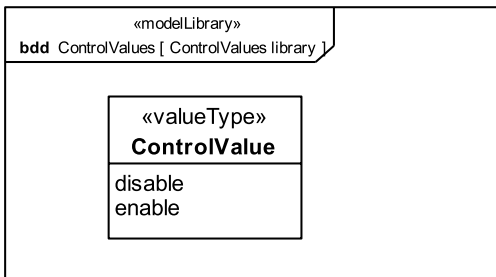 «modelLibrary»
bdd ControlValues [ ControlValues library ]
«valueType»
ControlValue
disable
enable